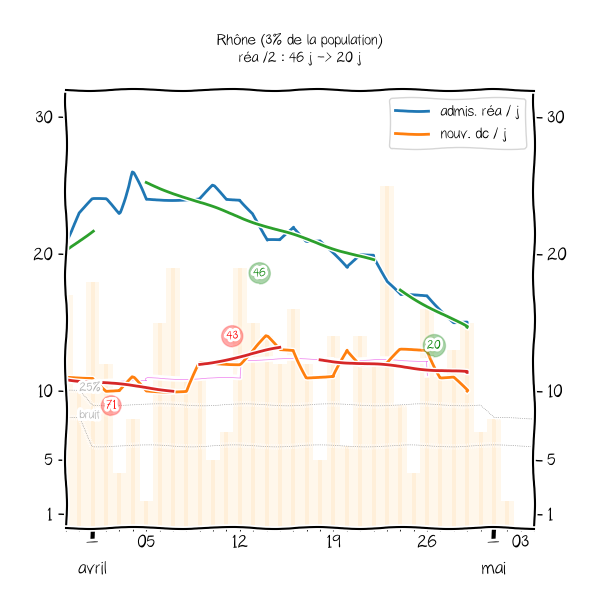 Rhône (3% de la population)
réa /2 : 46 j -> 20 j
admis. réa / j
nouv. dc / j
30
30
20
20
10
10
5
5
1
1
46
43
20
25%
71
bruit
05
12
19
26
03
avril
mai